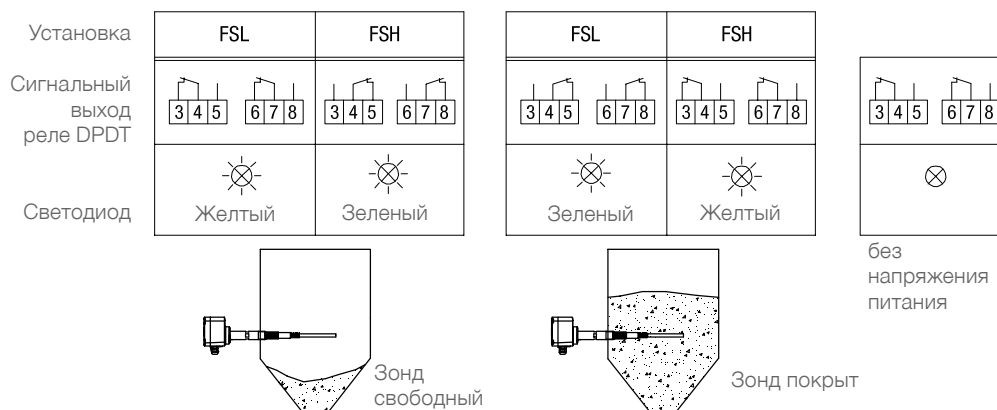 Установка
FSL FSH FSL FSH
Сигнальный
выход
реле DPDT
3 4 5 6 7 8 3 4 5 6 7 8 3 4 5 6 7 8 3 4 5 6 7 8 3 4 5 6 7 8
Светодиод
Желтый Зеленый Зеленый Желтый
без
напряжения
питания
Зонд
свободный
Зонд покрыт